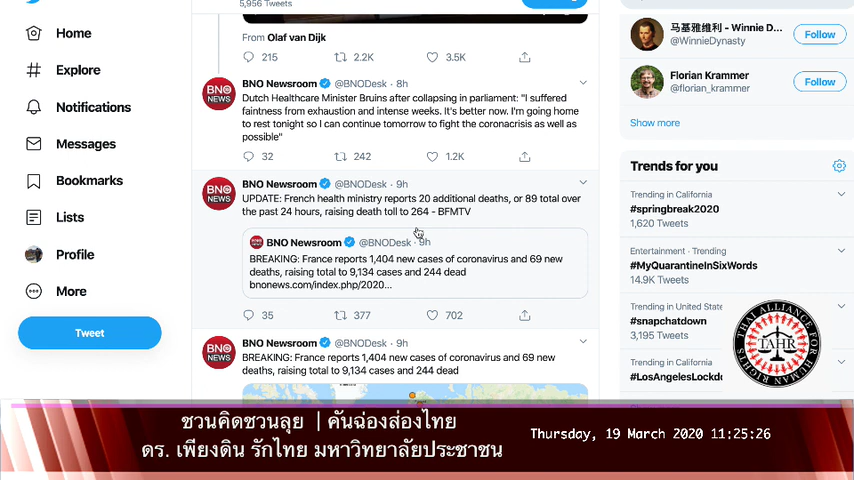 5,956 Tweets
Home
Explore
Notifications
Messages
Bookmarks
Lists
Profile
More
Tweet
From Olaf van Dijk
215 2.2K 3.5K
BNO Newsroom @BNODesk · 8h
Dutch Healthcare Minister Bruins after collapsing in parliament: "I suffered
faintness from exhaustion and intense weeks. It's better now. I'm going home
to rest tonight so I can continue tomorrow to fight the coronacrisis as well as
possible"
32 242 1.2K
BNO Newsroom @BNODesk · 9h
UPDATE: French health ministry reports 20 additional deaths, or 89 total over
the past 24 hours, raising death toll to 264 - BFMTV
BNO Newsroom @BNODesk · 9h
BREAKING: France reports 1,404 new cases of coronavirus and 69 new
deaths, raising total to 9,134 cases and 244 dead
bnonews.com/index.php/2020...
35 377 702
BNO Newsroom @BNODesk · 9h
BREAKING: France reports 1,404 new cases of coronavirus and 69 new
deaths, raising total to 9,134 cases and 244 dead
BNO
NEWS
BNO
NEWS
BNO
NEWS
马基雅维利 - Winnie D...
@WinnieDynasty
Follow
Florian Krammer
@florian_krammer
Follow
Show more
Trends for you
Trending in California
#springbreak2020
1,620 Tweets
Entertainment · Trending
#MyQuarantineInSixWords
14.9K Tweets
Trending in United State
#snapchatdown
3,195 Tweets
Trending in California
#LosAngelesLockd
THAI ALLIANCE FOR HUMAN RIGHTS
TAHR
ชวนคิดชวนลุย | คันฉ่องส่องไทย
ดร. เพียงดิน รักไทย มหาวิทยาลัยประชาชน
Thursday, 19 March 2020 11:25:26